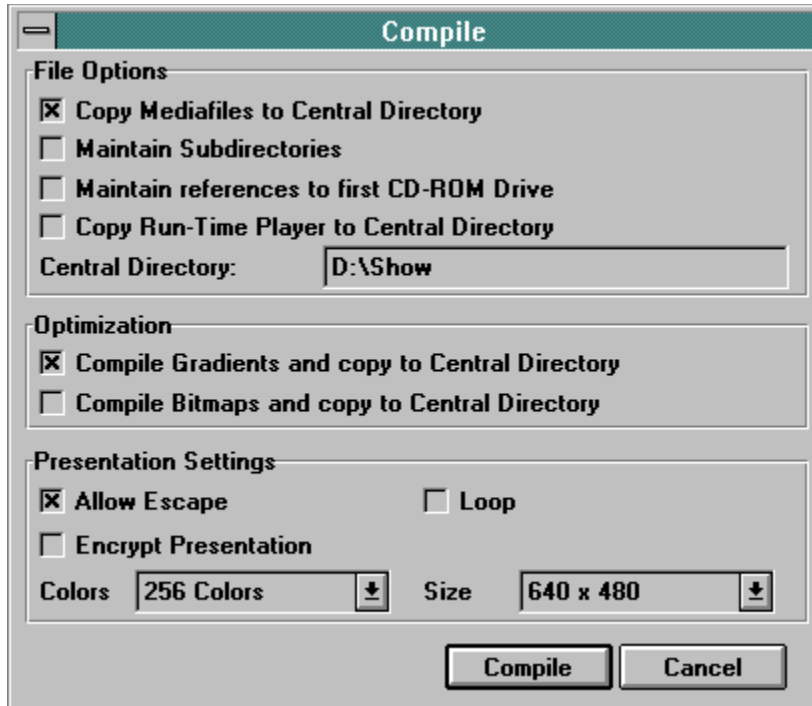 Compile
File Options
Copy Mediafiles to Central Directory
Maintain Subdirectories
Maintain references to first CD-ROM Drive
Copy Run-Time Player to Central Directory
Central Directory: D:\Show
Optimization
Compile Gradients and copy to Central Directory
Compile Bitmaps and copy to Central Directory
Presentation Settings
Allow Escape Loop
Encrypt Presentation
Colors 256 Colors Size 640 x 480
Compile Cancel